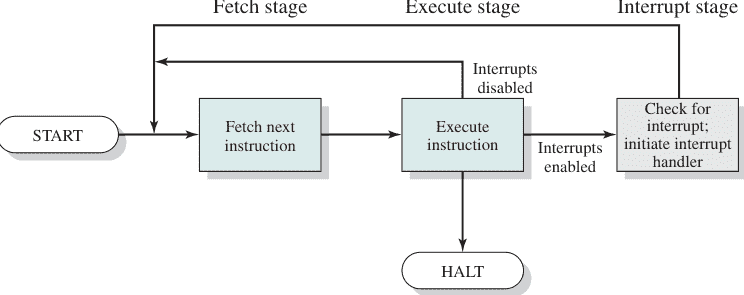 Fetch stage
Execute stage
Interrupt stage
Interrupts
disabled
START
Fetch next
instruction
Execute
instruction
Interrupts
enabled
Check for
interrupt;
initiate interrupt
handler
HALT